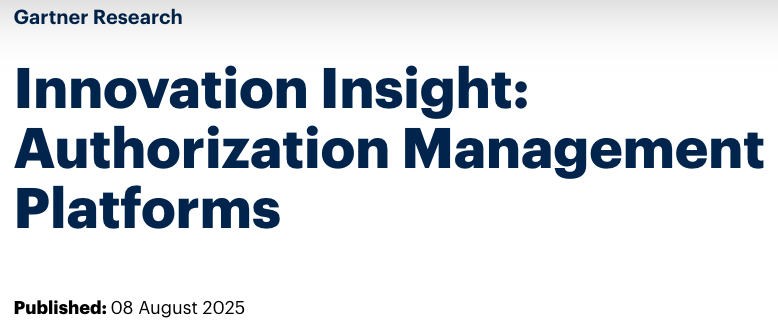 Gartner Research
Innovation Insight:
Authorization Management
Platforms
Published: 08 August 2025